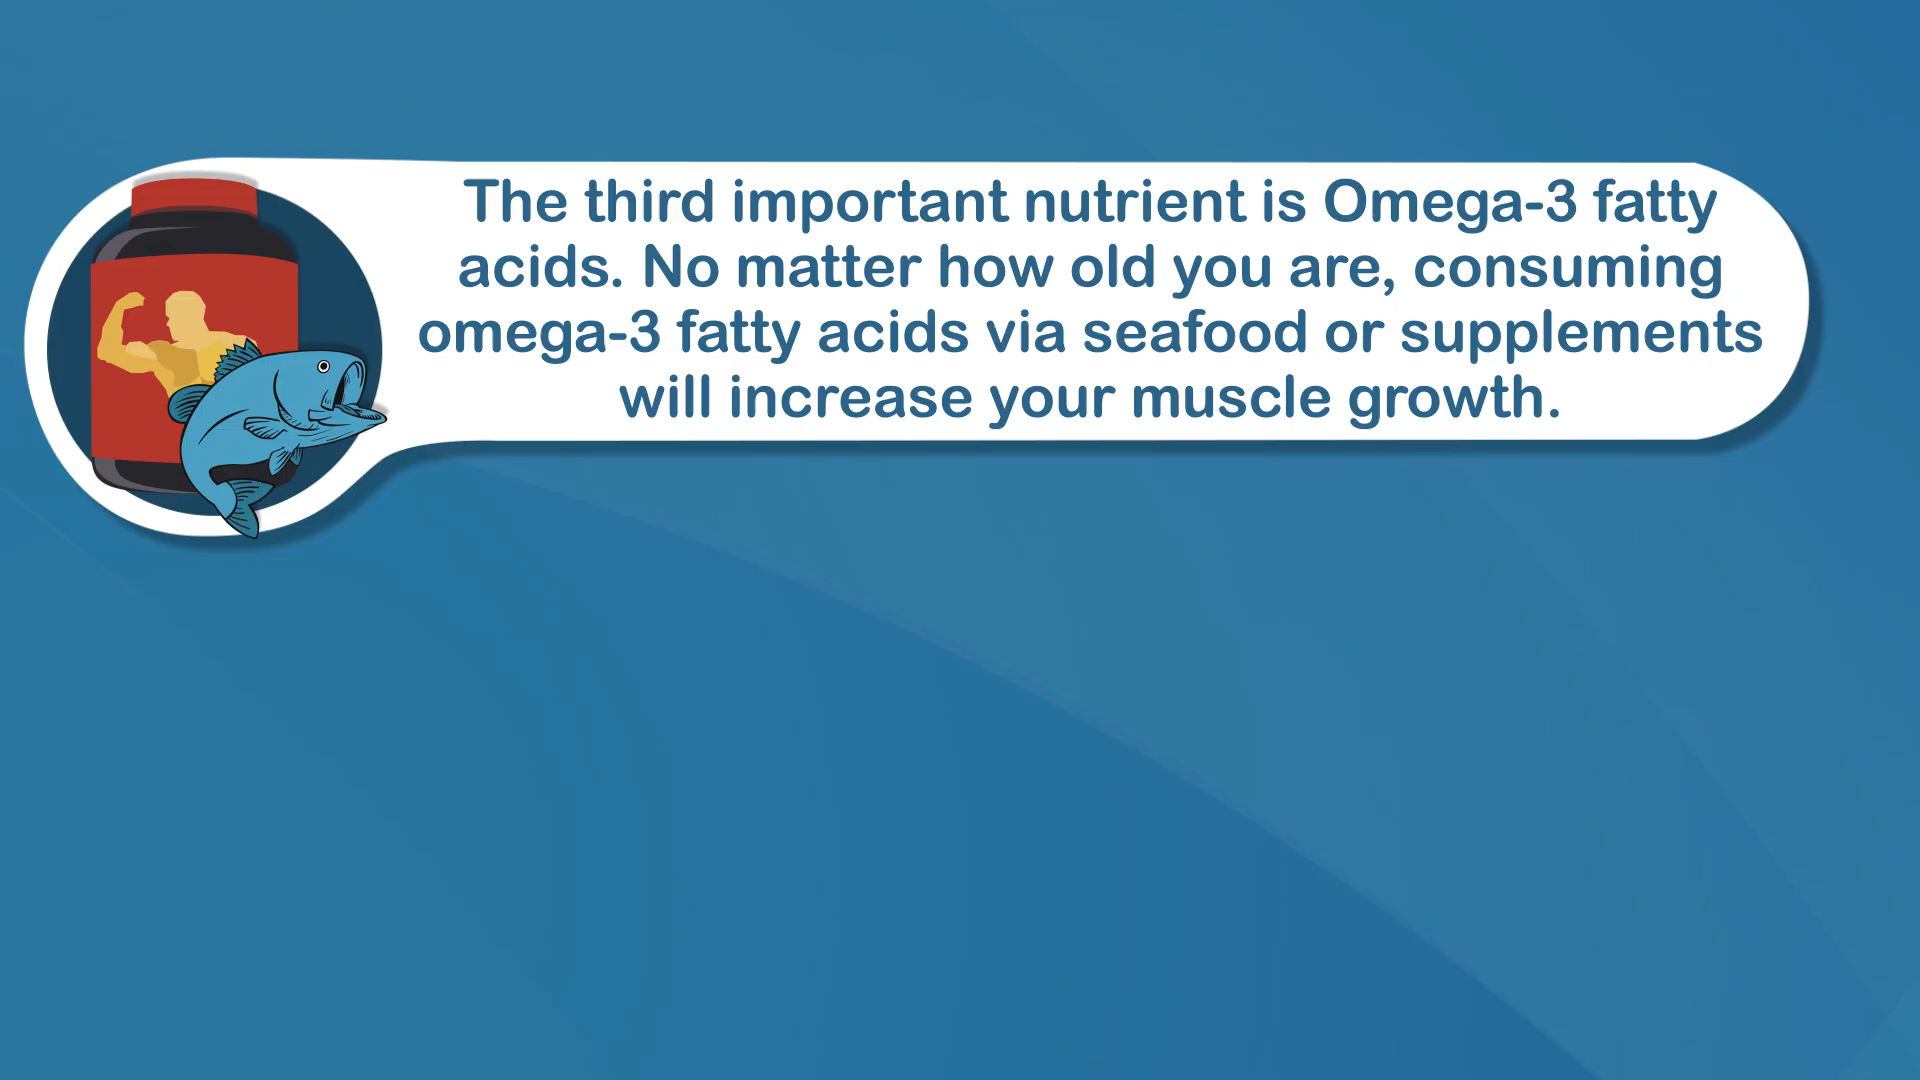 The third important nutrient is Omega-3 fatty
acids. No matter how old you are, consuming
omega-3 fatty acids via seafood or supplements
will increase your muscle growth.